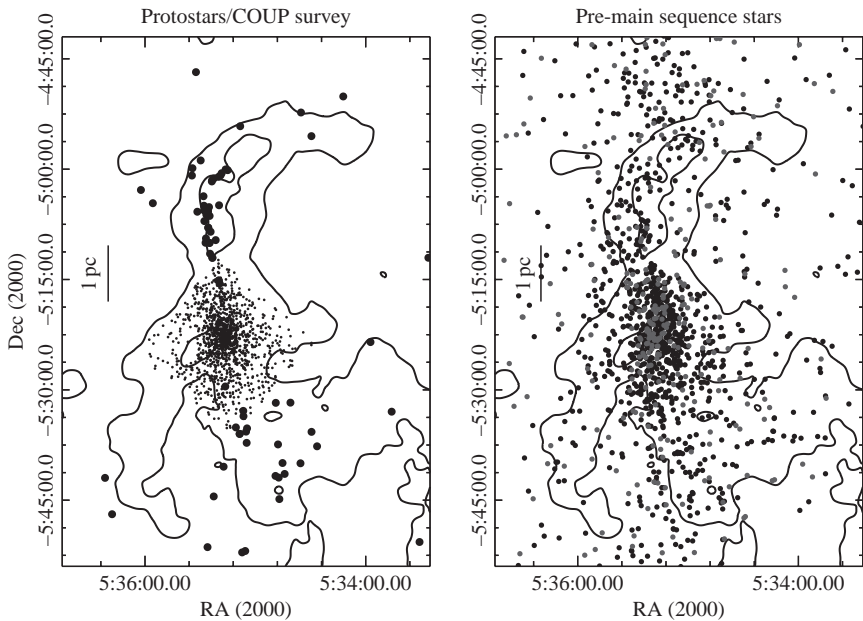 Protostars/COUP survey
Pre-main sequence stars
Dec (2000)
−4:45:00.0
−5:00:00.0
−5:15:00.0
−5:30:00.0
−5:45:00.0
1 pc
5:36:00.00
5:34:00.00
RA (2000)
−4:45:00.0
−5:00:00.0
−5:15:00.0
−5:30:00.0
−5:45:00.0
1 pc
5:36:00.00
5:34:00.00
RA (2000)